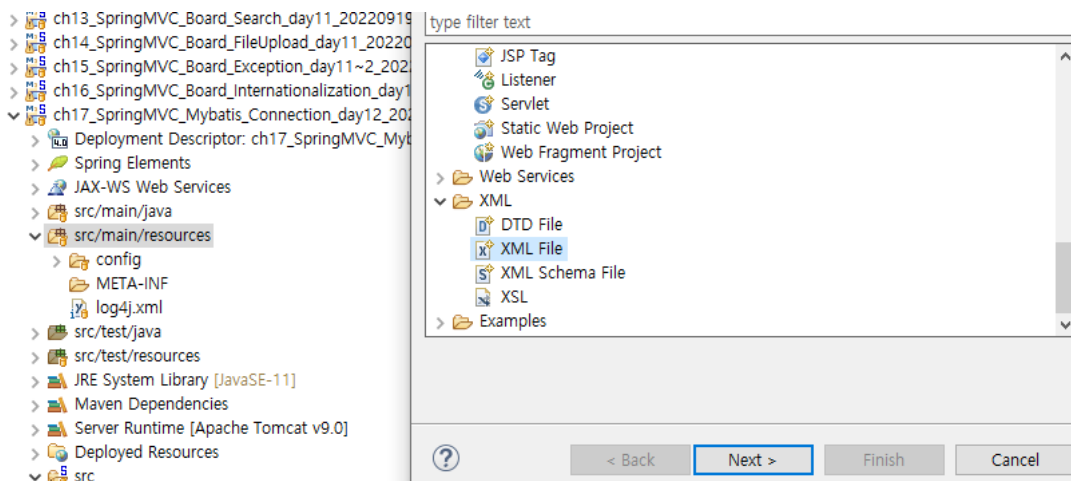 ch13_SpringMVC_Board_Search_day11_20220919
ch14_SpringMVC_Board_FileUpload_day11_20220
ch15_SpringMVC_Board_Exception_day11~2_202
ch16_SpringMVC_Board_Internationalization_day1
ch17_SpringMVC_Mybatis_Connection_day12_202
Deployment Descriptor: ch17_SpringMVC_Myb
Spring Elements
JAX-WS Web Services
src/main/java
src/main/resources
config
META-INF
log4j.xml
src/test/java
src/test/resources
JRE System Library [JavaSE-11]
Maven Dependencies
Server Runtime [Apache Tomcat v9.0]
Deployed Resources
src
type filter text
JSP Tag
Listener
Servlet
Static Web Project
Web Fragment Project
Web Services
XML
DTD File
XML File
XML Schema File
XSL
Examples
? < Back Next > Finish Cancel